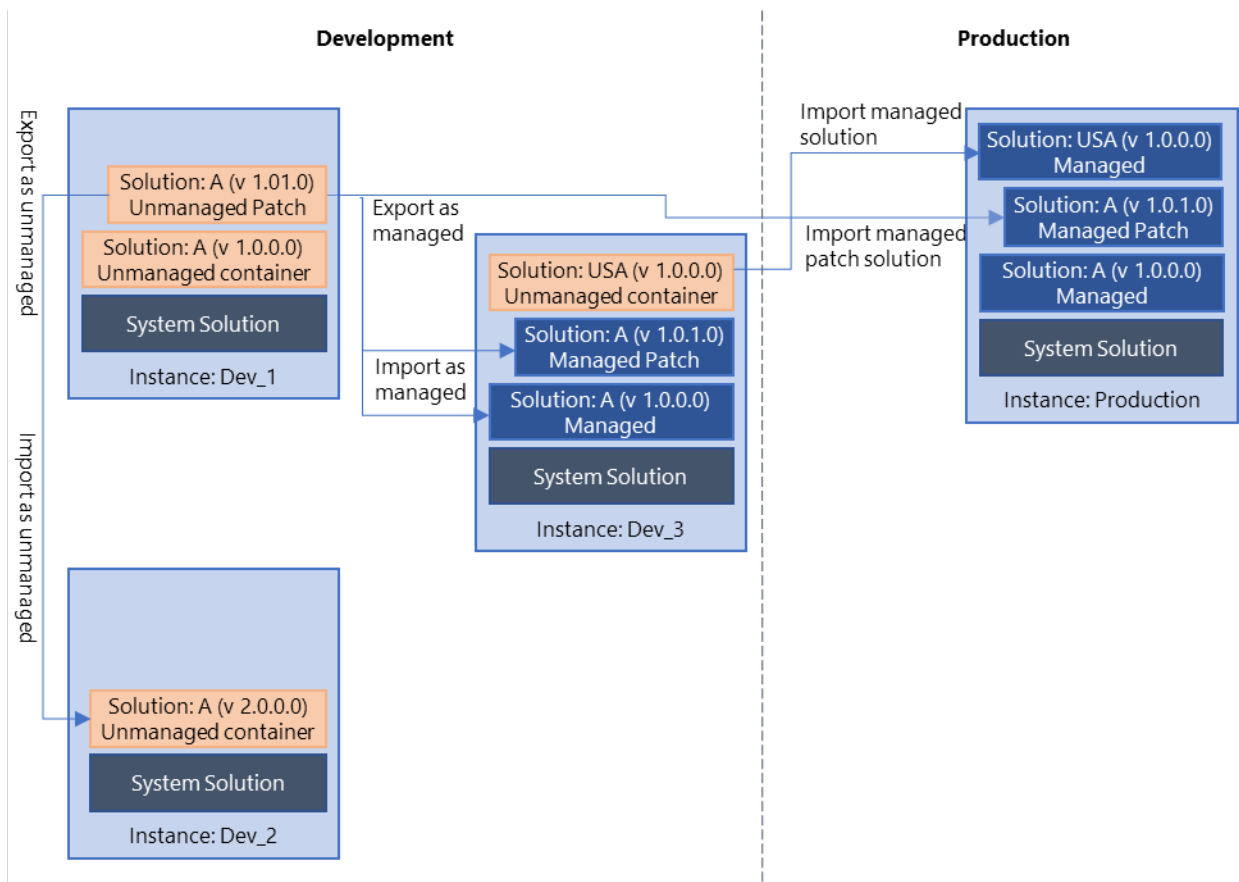 Development
Production
Export as unmanaged
Import as unmanaged
Solution: A (v 1.01.0)
Unmanaged Patch
Solution: A (v 1.0.0.0)
Unmanaged container
System Solution
Instance: Dev_1
Export as
managed
Import as
managed
Solution: USA (v 1.0.0.0)
Unmanaged container
Solution: A (v 1.0.1.0)
Managed Patch
Solution: A (v 1.0.0.0)
Managed
System Solution
Instance: Dev_3
Import managed
solution
Import managed
patch solution
Solution: USA (v 1.0.0.0)
Managed
Solution: A (v 1.0.1.0)
Managed Patch
Solution: A (v 1.0.0.0)
Managed
System Solution
Instance: Production
Solution: A (v 2.0.0.0)
Unmanaged container
System Solution
Instance: Dev_2